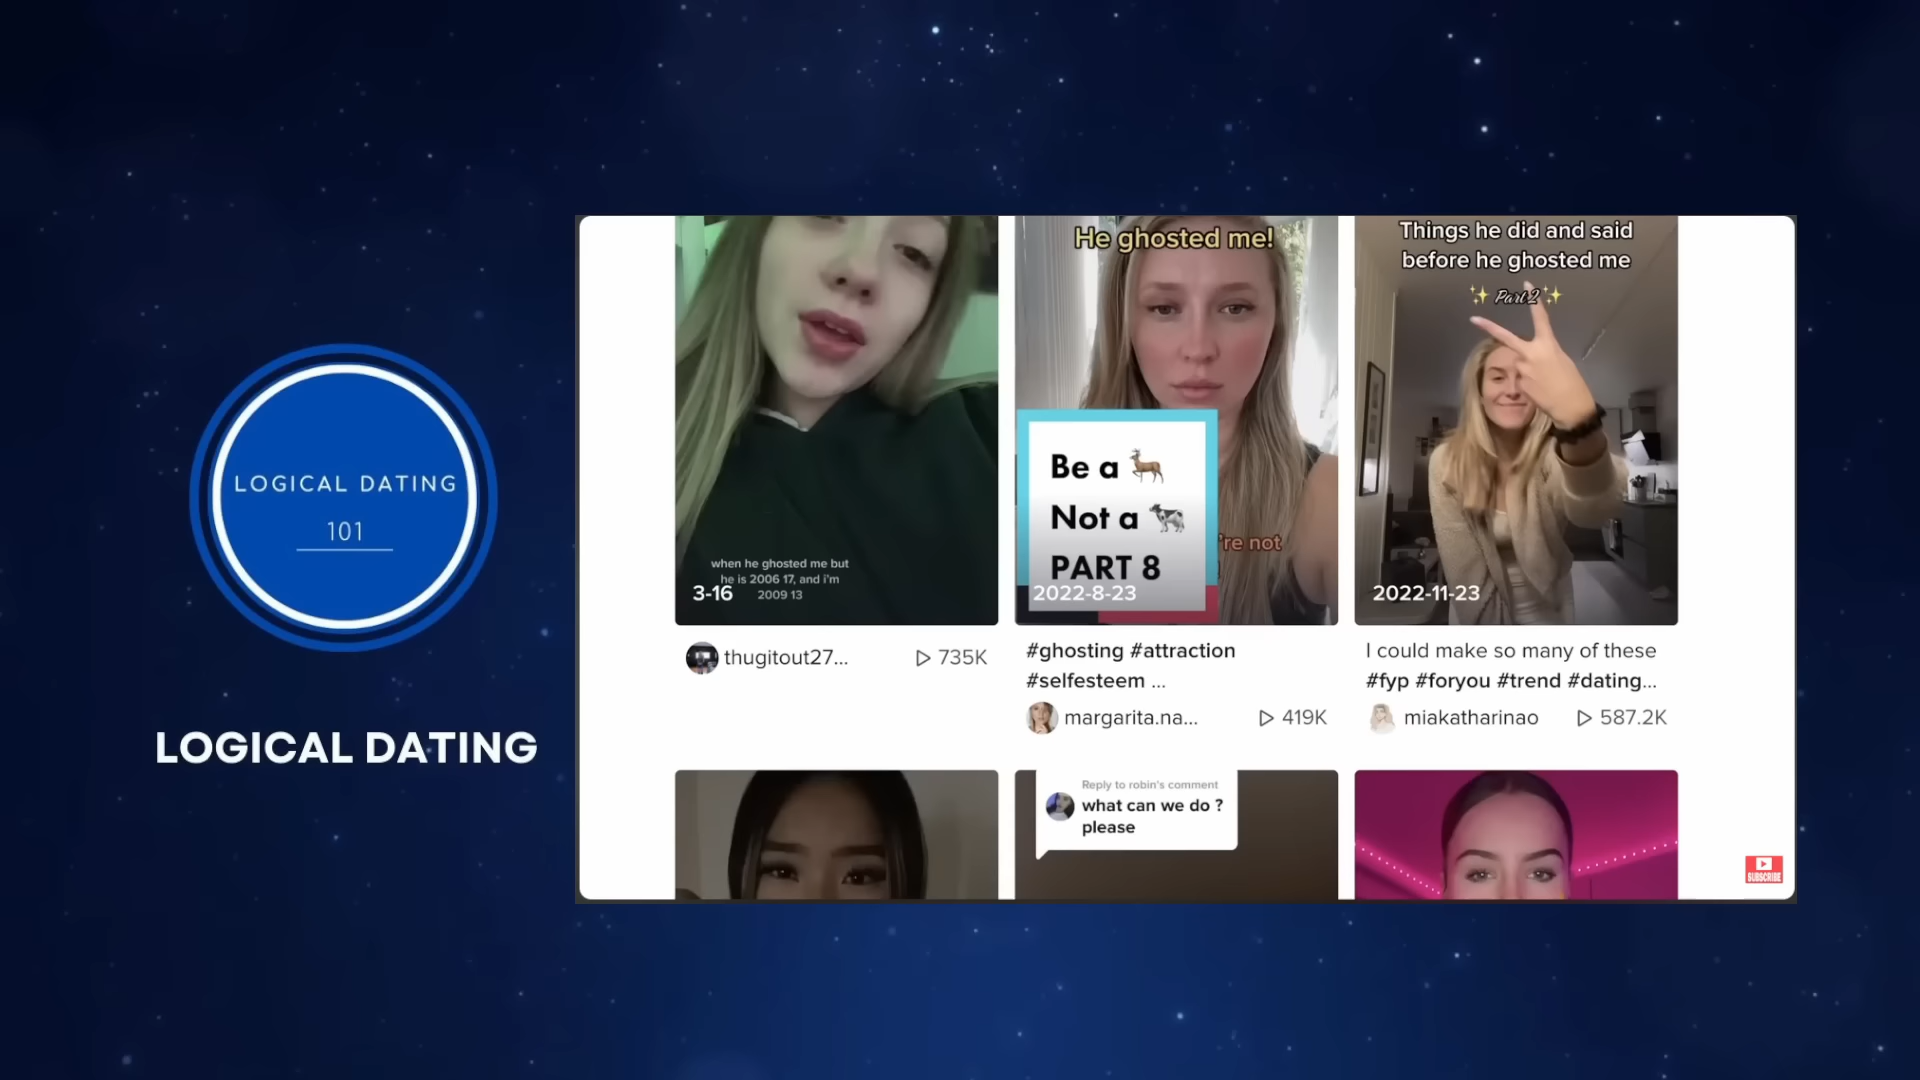 LOGICAL DATING
101
LOGICAL DATING
when he ghosted me but
he is 2006 17, and i'm
2009 13
3-16
thugitout27...
735K
He ghosted me!
Be a
Not a
PART 8
're not
2022-8-23
#ghosting #attraction
#selfesteem ...
margarita.na...
419K
Things he did and said
before he ghosted me
Part 2
2022-11-23
I could make so many of these
#fyp #foryou #trend #dating...
miakatharinao
587.2K
Reply to robin's comment
what can we do ?
please
SUBSCRIBE